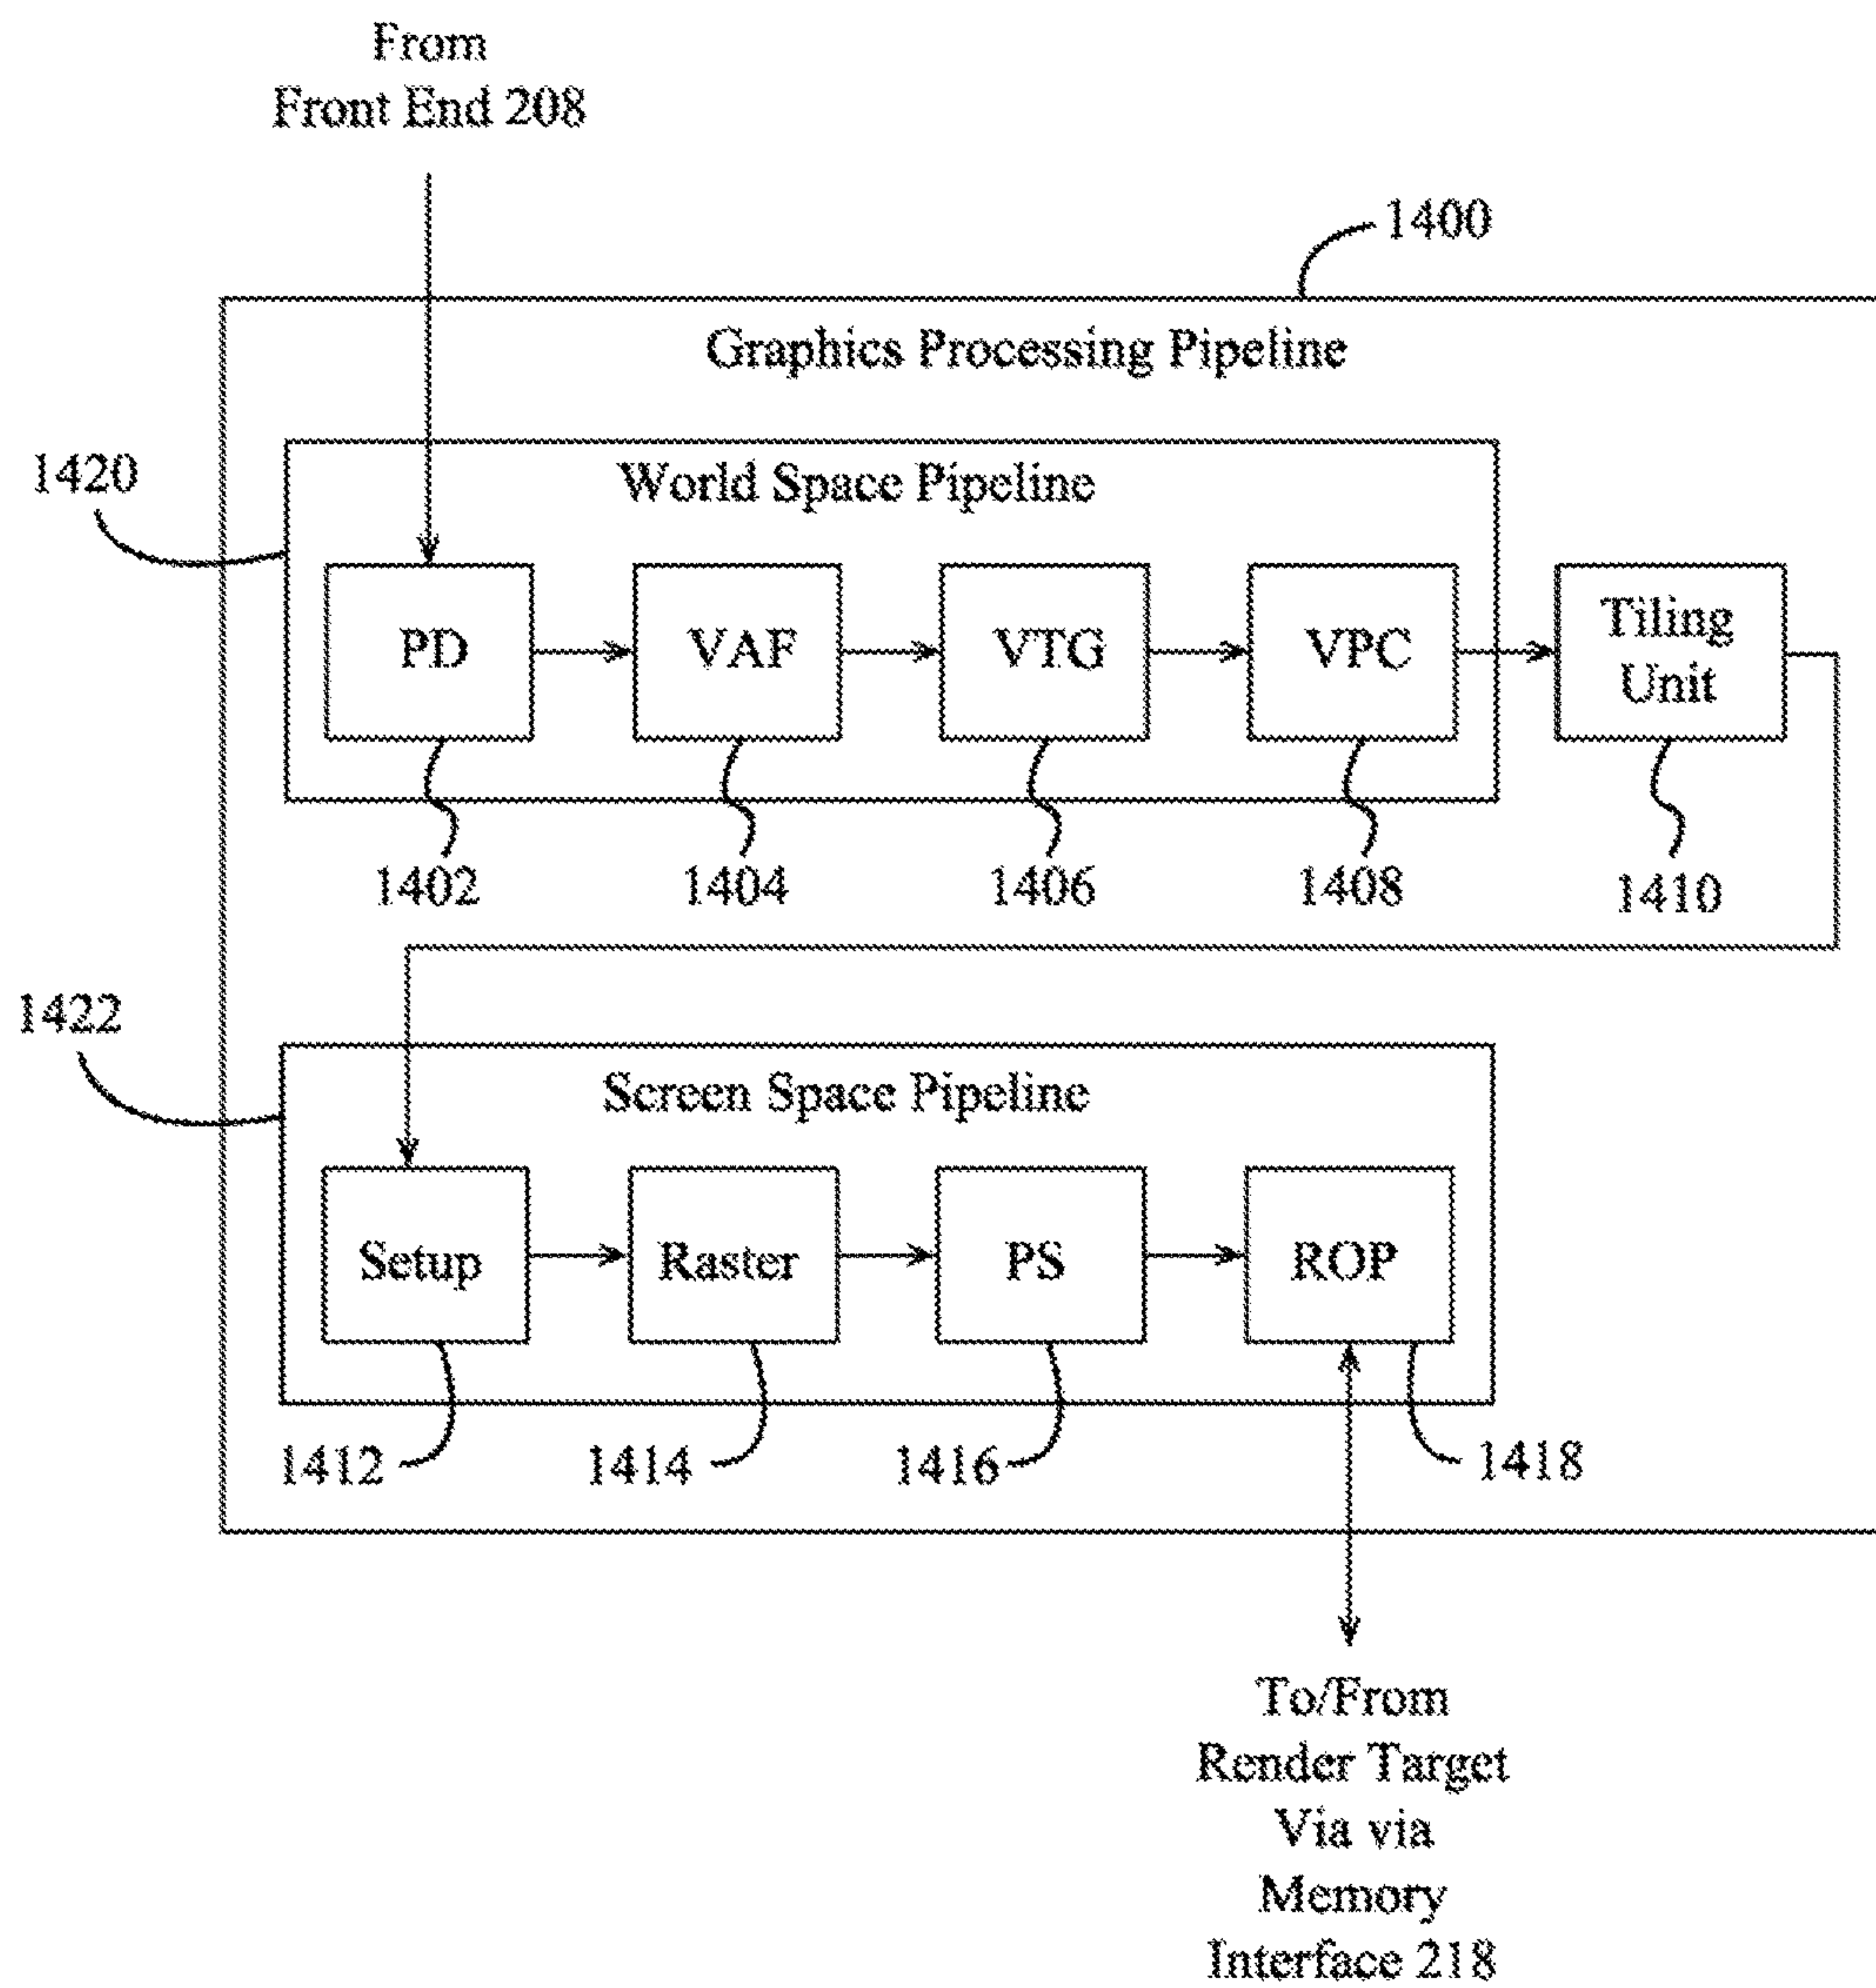 From
Front End 208
1400
Graphics Processing Pipeline
1420
World Space Pipeline
PD
VAF
VTG
VPC
Tiling
Unit
1402
1404
1406
1408
1410
1422
Screen Space Pipeline
Setup
Raster
PS
ROP
1412
1414
1416
1418
To/From
Render Target
Via via
Memory
Interface 218